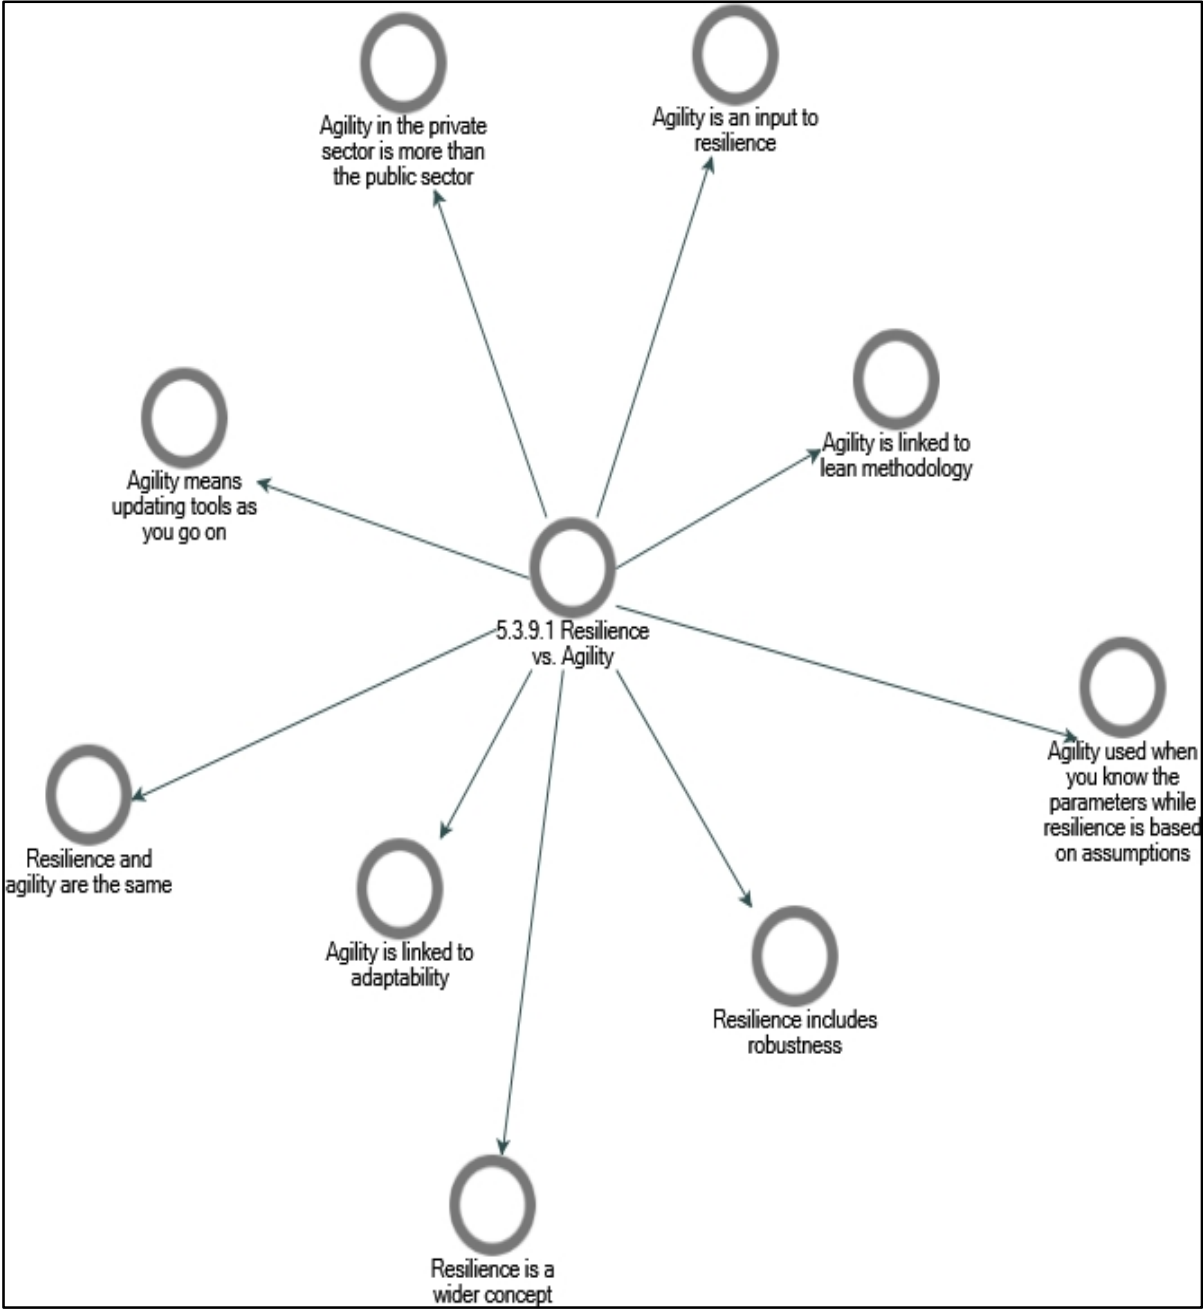 Agility in the private
sector is more than
the public sector
Agility is an input to
resilience
Agility is linked to
lean methodology
Agility means
updating tools as
you go on
5.3.9.1 Resilience
vs. Agility
Agility used when
you know the
parameters while
resilience is based
on assumptions
Resilience and
agility are the same
Agility is linked to
adaptability
Resilience includes
robustness
Resilience is a
wider concept